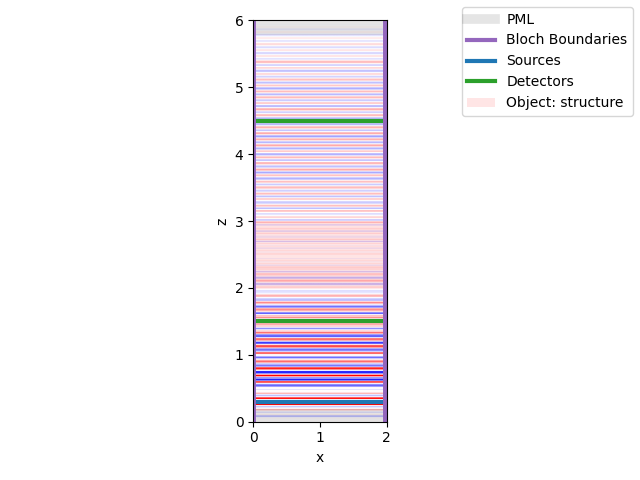 PML
Bloch Boundaries
Sources
Detectors
Object: structure
6
5
4
3
2
1
0
z
0 1 2
x